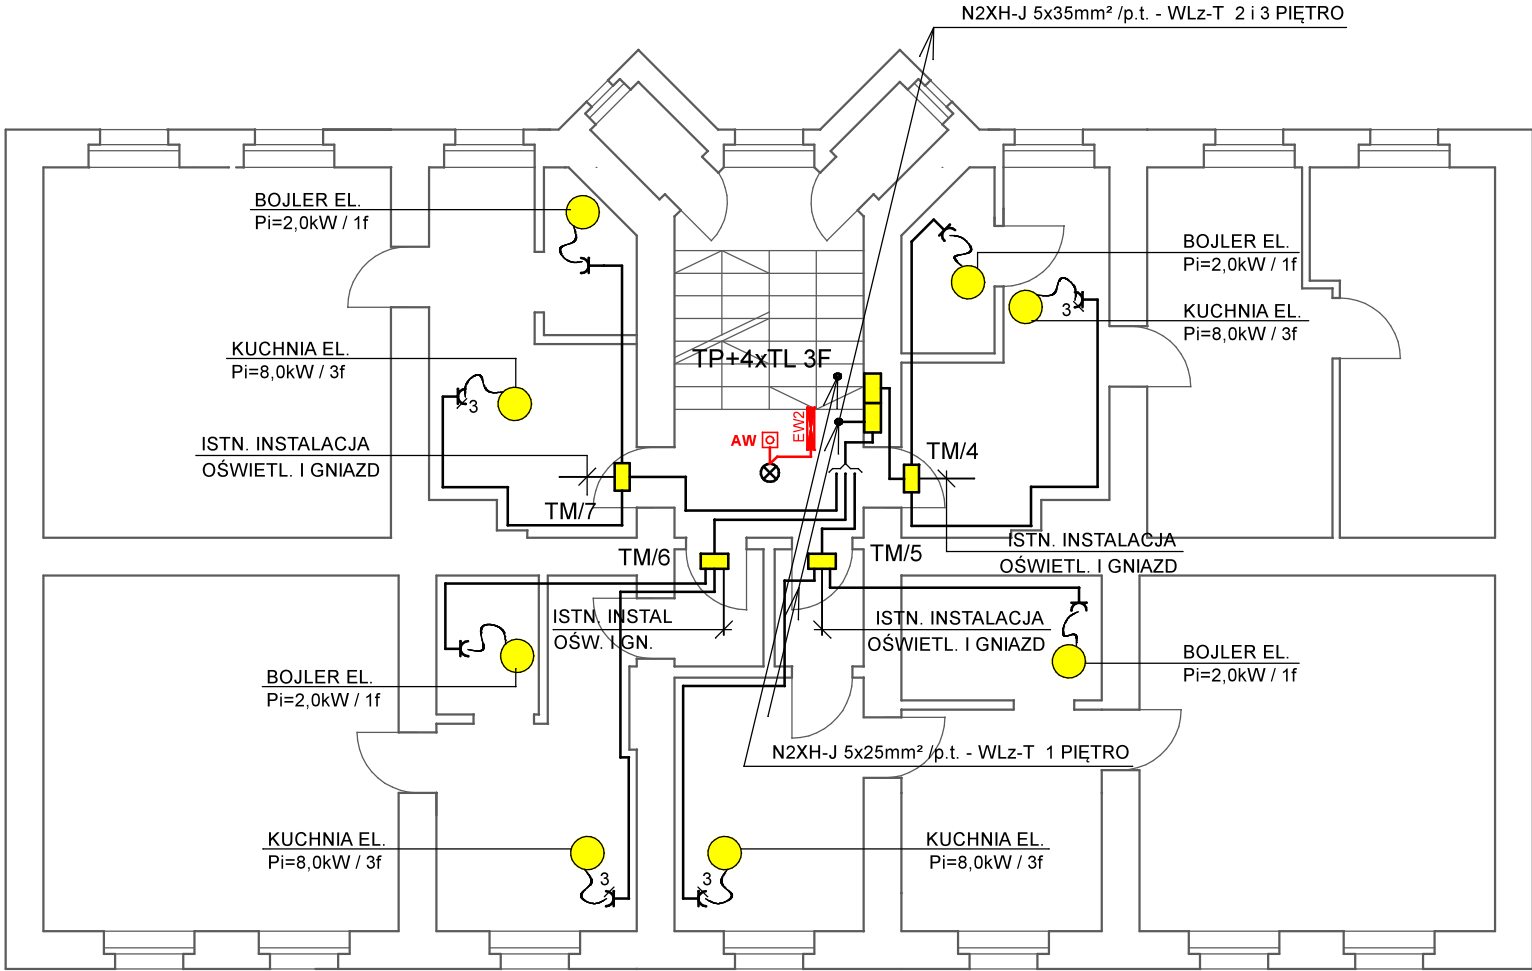 N2XH-J 5x35mm² /p.t. - WLz-T 2 i 3 PIĘTRO
BOJLER EL.
Pi=2,0kW / 1f
BOJLER EL.
Pi=2,0kW / 1f
KUCHNIA EL.
Pi=8,0kW / 3f
3
KUCHNIA EL.
Pi=8,0kW / 3f
3
TP+4xTL 3F
AW
EW2
ISTN. INSTALACJA
OŚWIETL. I GNIAZD
TM/7
TM/4
ISTN. INSTALACJA
OŚWIETL. I GNIAZD
TM/6
TM/5
ISTN. INSTAL
OŚW. I GN.
ISTN. INSTALACJA
OŚWIETL. I GNIAZD
BOJLER EL.
Pi=2,0kW / 1f
BOJLER EL.
Pi=2,0kW / 1f
N2XH-J 5x25mm² /p.t. - WLz-T 1 PIĘTRO
KUCHNIA EL.
Pi=8,0kW / 3f
3
3
KUCHNIA EL.
Pi=8,0kW / 3f